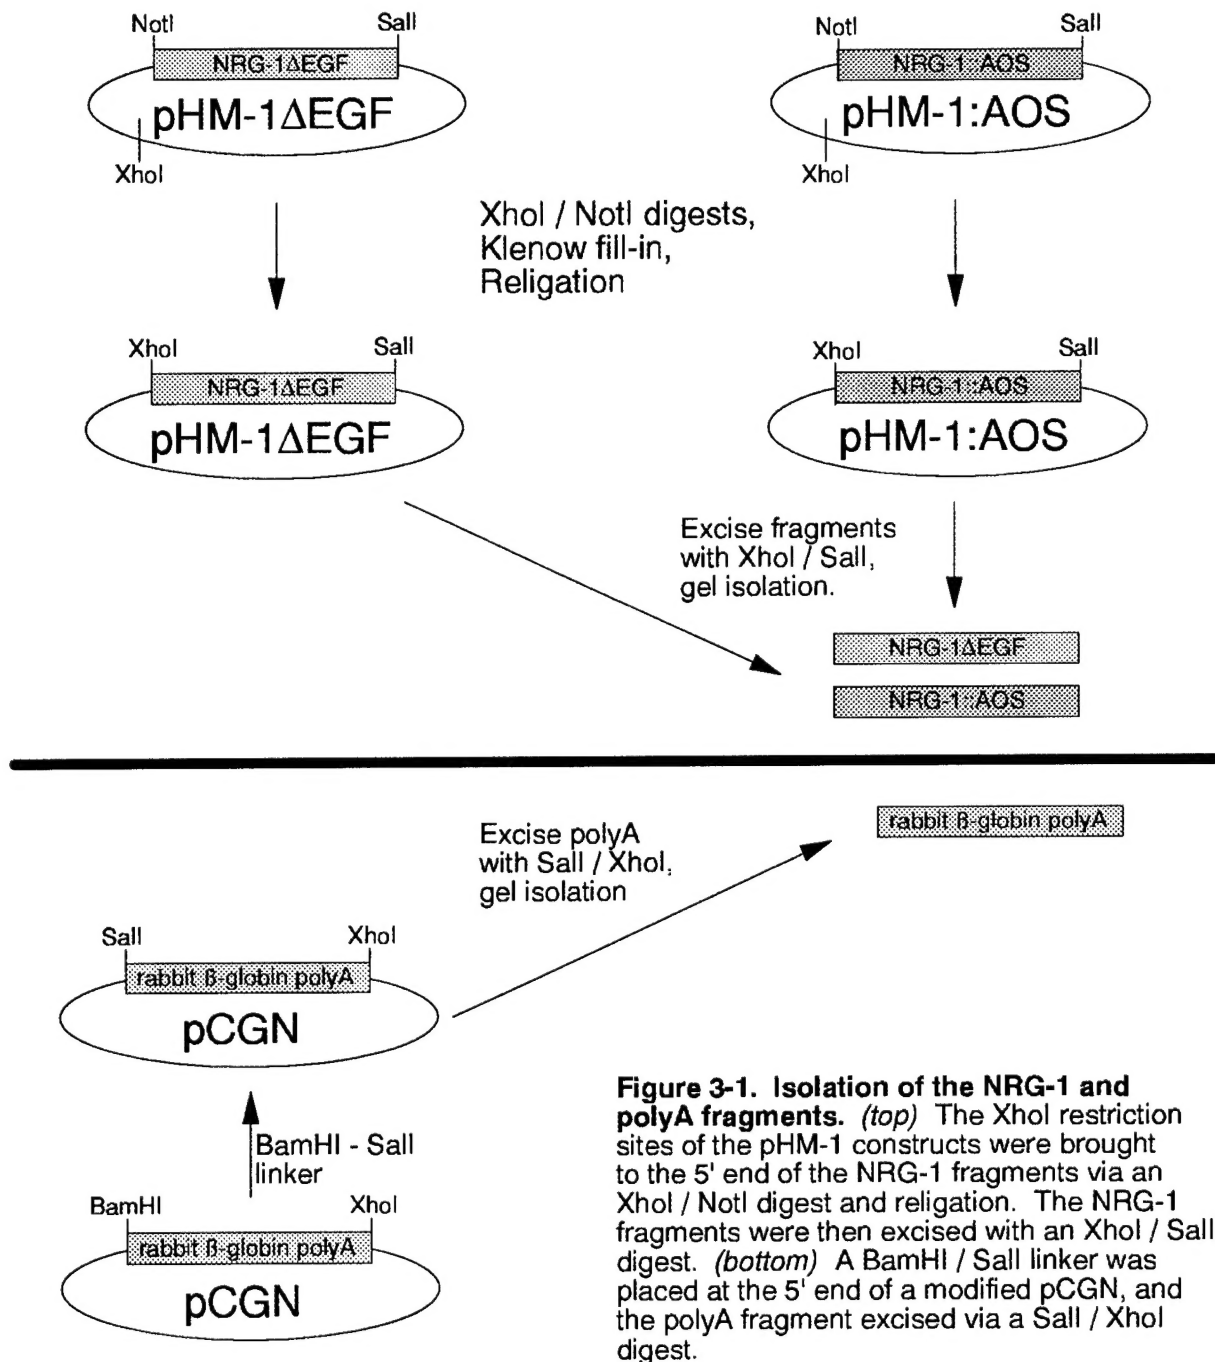 NotI
SalI
NRG-1ΔEGF
pHM-1ΔEGF
XhoI
NotI
SalI
NRG-1::AOS
pHM-1:AOS
XhoI
XhoI / NotI digests,
Klenow fill-in,
Religation
XhoI
SalI
NRG-1ΔEGF
pHM-1ΔEGF
XhoI
SalI
NRG-1::AOS
pHM-1:AOS
Excise fragments
with XhoI / SalI,
gel isolation.
NRG-1ΔEGF
NRG-1::AOS
Excise polyA
with SalI / XhoI,
gel isolation
rabbit ß-globin polyA
SalI
XhoI
rabbit ß-globin polyA
pCGN
BamHI - SalI
linker
BamHI
XhoI
rabbit ß-globin polyA
pCGN
Figure 3-1. Isolation of the NRG-1 and
polyA fragments. (top) The XhoI restriction
sites of the pHM-1 constructs were brought
to the 5' end of the NRG-1 fragments via an
XhoI / NotI digest and religation. The NRG-1
fragments were then excised with an XhoI / SalI
digest. (bottom) A BamHI / SalI linker was
placed at the 5' end of a modified pCGN, and
the polyA fragment excised via a SalI / XhoI
digest.